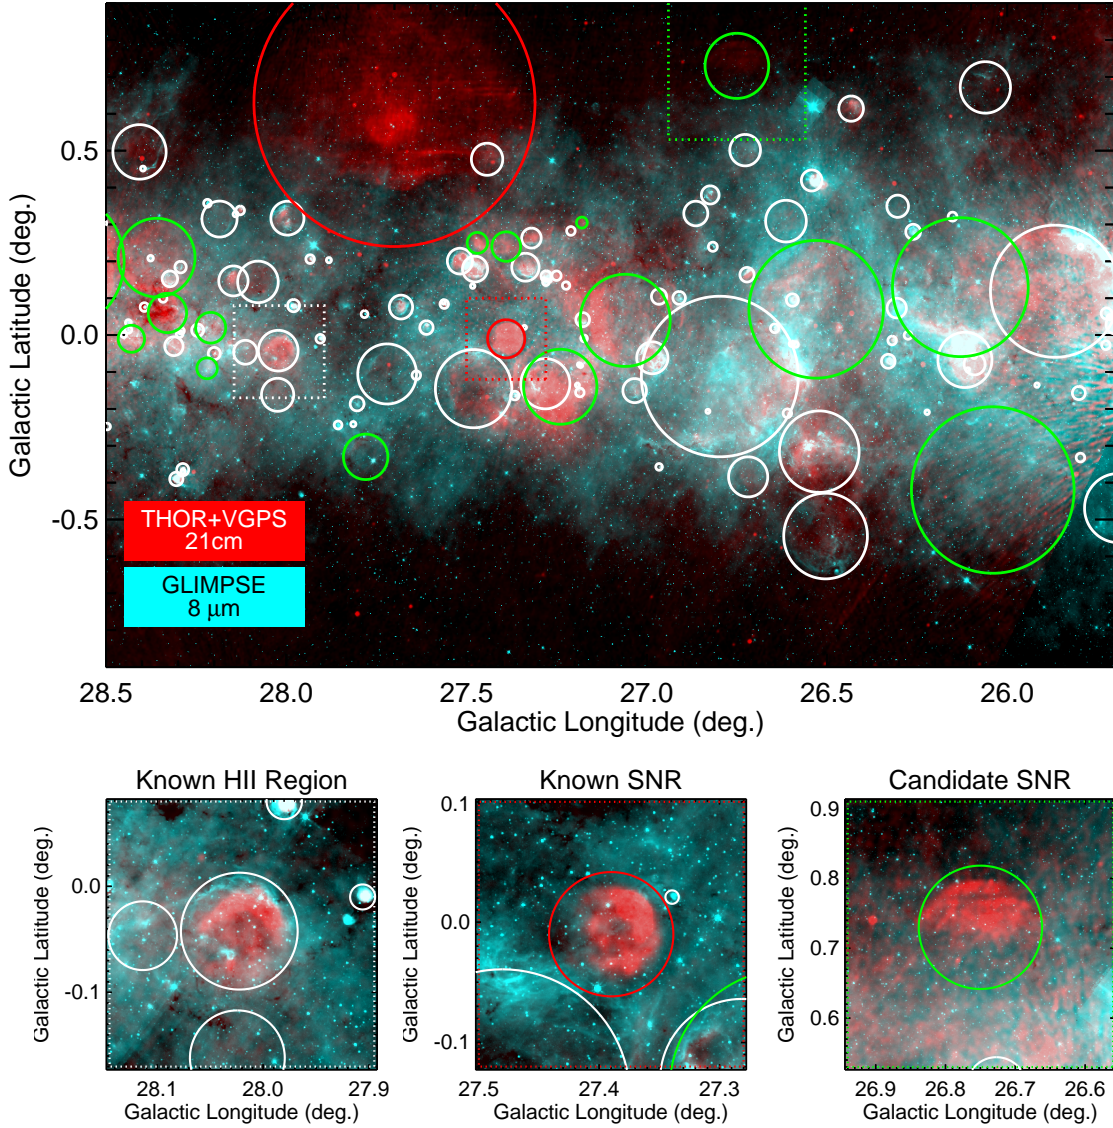 0.5
0.0
-0.5
Galactic Latitude (deg.)
THOR+VGPS
21cm
GLIMPSE
8 μm
28.5
28.0
27.5
27.0
26.5
26.0
Galactic Longitude (deg.)
Known HII Region
0.0
-0.1
Galactic Latitude (deg.)
28.1
28.0
27.9
Galactic Longitude (deg.)
Known SNR
0.1
0.0
-0.1
Galactic Latitude (deg.)
27.5
27.4
27.3
Galactic Longitude (deg.)
Candidate SNR
0.9
0.8
0.7
0.6
Galactic Latitude (deg.)
26.9
26.8
26.7
26.6
Galactic Longitude (deg.)